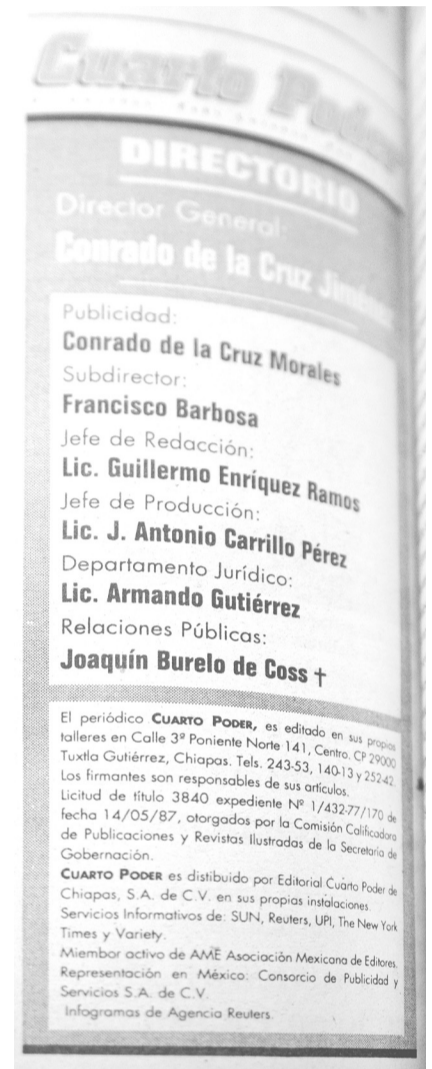 Cuarto Poder
DIRECTORIO
Director General:
Conrado de la Cruz Jiménez
Publicidad:
Conrado de la Cruz Morales
Subdirector:
Francisco Barbosa
Jefe de Redacción:
Lic. Guillermo Enríquez Ramos
Jefe de Producción:
Lic. J. Antonio Carrillo Pérez
Departamento Jurídico:
Lic. Armando Gutiérrez
Relaciones Públicas:
Joaquín Burelo de Coss †
El periódico CUARTO PODER, es editado en sus propios
talleres en Calle 3ª Poniente Norte 141, Centro, CP 29000
Tuxtla Gutiérrez, Chiapas. Tels. 243-53, 140-13 y 252-42.
Los firmantes son responsables de sus artículos.
Licitud de título 3840 expediente Nº 1/432-77/170 de
fecha 14/05/87, otorgados por la Comisión Calificadora
de Publicaciones y Revistas Ilustradas de la Secretaría de
Gobernación.
CUARTO PODER es distibuido por Editorial Cuarto Poder de
Chiapas, S.A. de C.V. en sus propias instalaciones.
Servicios Informativos de: SUN, Reuters, UPI, The New York
Times y Variety.
Miembor activo de AME Asociación Mexicana de Editores.
Representación en México: Consorcio de Publicidad y
Servicios S.A. de C.V.
Infogramas de Agencia Reuters.